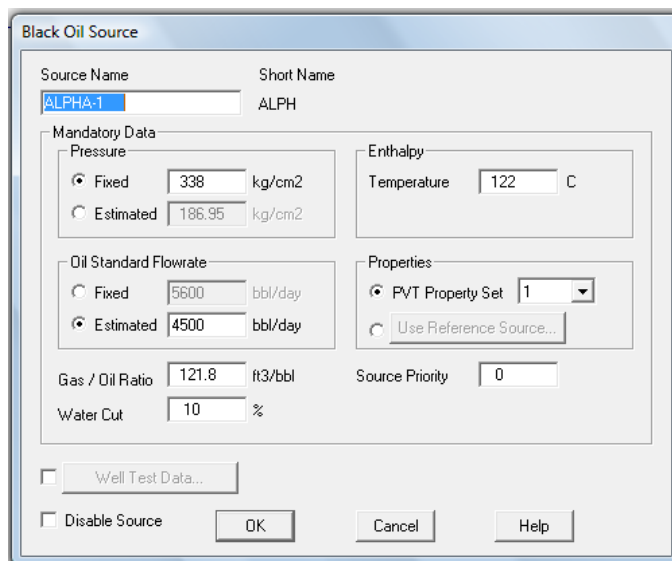 Black Oil Source
Source Name Short Name
ALPHA-1 ALPH
Mandatory Data
Pressure Enthalpy
Fixed 338 kg/cm2 Temperature 122 C
Estimated 186.95 kg/cm2
Oil Standard Flowrate Properties
Fixed 5600 bbl/day PVT Property Set 1
Estimated 4500 bbl/day Use Reference Source...
Gas / Oil Ratio 121.8 ft3/bbl Source Priority 0
Water Cut 10 %
Well Test Data...
Disable Source OK Cancel Help